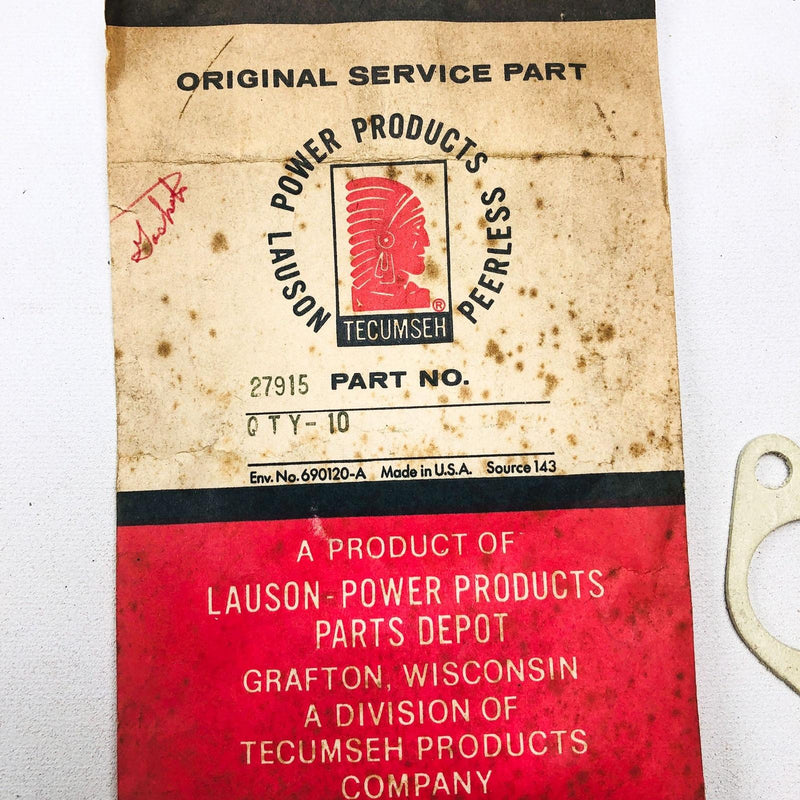 ORIGINAL SERVICE PART
LAUSON POWER PRODUCTS PEERLESS
®
TECUMSEH
Gasket
27915 PART NO.
QTY-10
Env. No. 690120-A Made in U.S.A. Source 143
A PRODUCT OF
LAUSON-POWER PRODUCTS
PARTS DEPOT
GRAFTON, WISCONSIN
A DIVISION OF
TECUMSEH PRODUCTS
COMPANY